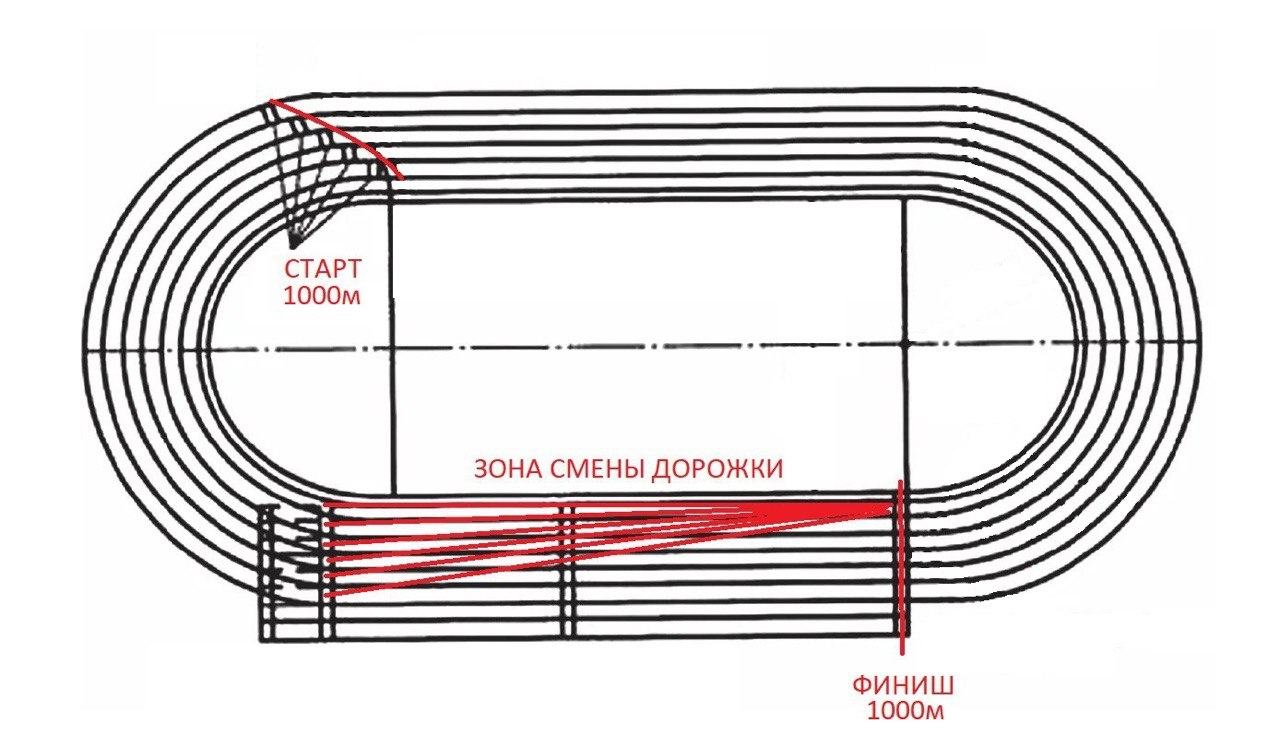 СТАРТ
1000м
ЗОНА СМЕНЫ ДОРОЖКИ
ФИНИШ
1000м